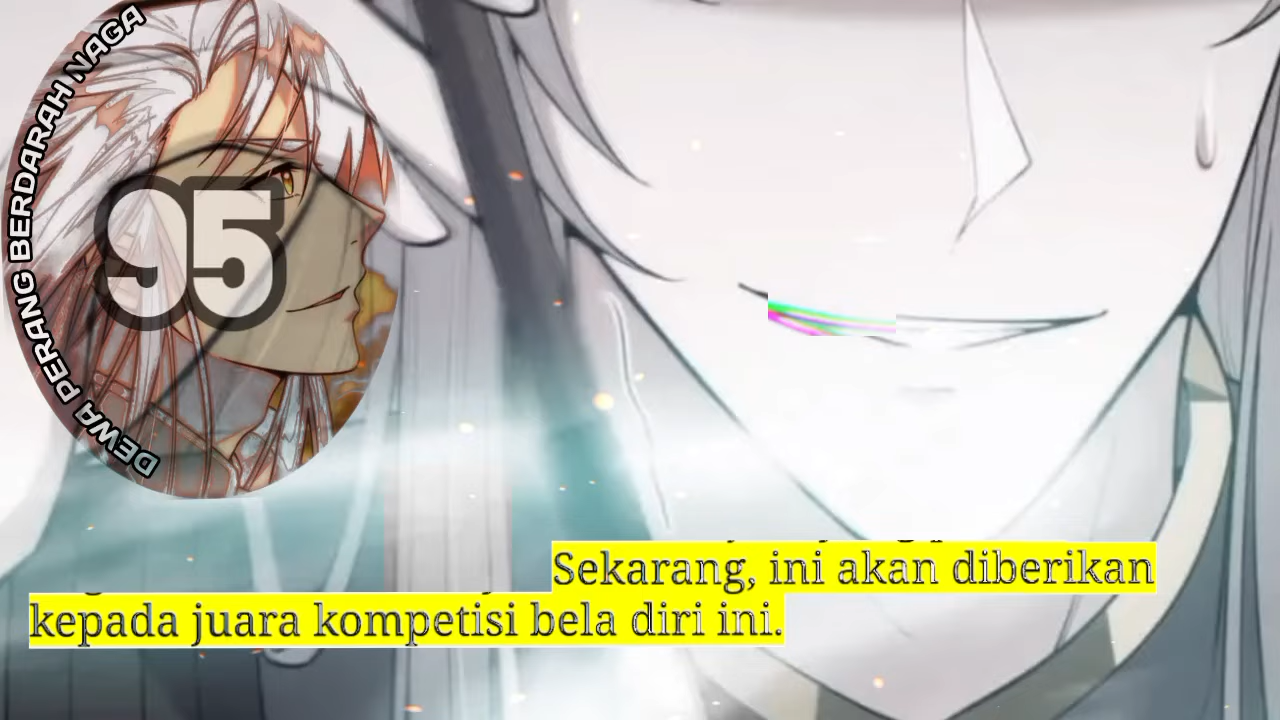 DEWA PERANG BERDARAH NAGA
95
Sekarang, ini akan diberikan
kepada juara kompetisi bela diri ini.